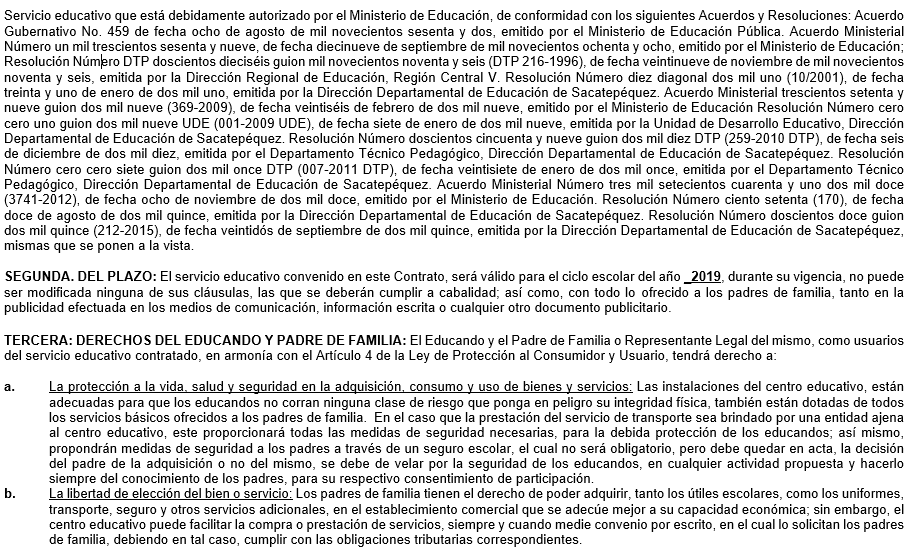 Servicio educativo que está debidamente autorizado por el Ministerio de Educación, de conformidad con los siguientes Acuerdos y Resoluciones: Acuerdo
Gubernativo No. 459 de fecha ocho de agosto de mil novecientos sesenta y dos, emitido por el Ministerio de Educación Pública. Acuerdo Ministerial
Número un mil trescientos sesenta y nueve, de fecha diecinueve de septiembre de mil novecientos ochenta y ocho, emitido por el Ministerio de Educación;
Resolución Número DTP doscientos dieciséis guion mil novecientos noventa y seis (DTP 216-1996), de fecha veintinueve de noviembre de mil novecientos
noventa y seis, emitida por la Dirección Regional de Educación, Región Central V. Resolución Número diez diagonal dos mil uno (10/2001), de fecha
treinta y uno de enero de dos mil uno, emitida por la Dirección Departamental de Educación de Sacatepéquez. Acuerdo Ministerial trescientos setenta y
nueve guion dos mil nueve (369-2009), de fecha veintiséis de febrero de dos mil nueve, emitido por el Ministerio de Educación Resolución Número cero
cero uno guion dos mil nueve UDE (001-2009 UDE), de fecha siete de enero de dos mil nueve, emitida por la Unidad de Desarrollo Educativo, Dirección
Departamental de Educación de Sacatepéquez. Resolución Número doscientos cincuenta y nueve guion dos mil diez DTP (259-2010 DTP), de fecha seis
de diciembre de dos mil diez, emitida por el Departamento Técnico Pedagógico, Dirección Departamental de Educación de Sacatepéquez. Resolución
Número cero cero siete guion dos mil once DTP (007-2011 DTP), de fecha veintisiete de enero de dos mil once, emitida por el Departamento Técnico
Pedagógico, Dirección Departamental de Educación de Sacatepéquez. Acuerdo Ministerial Número tres mil setecientos cuarenta y uno dos mil doce
(3741-2012), de fecha ocho de noviembre de dos mil doce, emitido por el Ministerio de Educación. Resolución Número ciento setenta (170), de fecha
doce de agosto de dos mil quince, emitida por la Dirección Departamental de Educación de Sacatepéquez. Resolución Número doscientos doce guion
dos mil quince (212-2015), de fecha veintidós de septiembre de dos mil quince, emitida por la Dirección Departamental de Educación de Sacatepéquez,
mismas que se ponen a la vista.
SEGUNDA. DEL PLAZO: El servicio educativo convenido en este Contrato, será válido para el ciclo escolar del año _2019, durante su vigencia, no puede
ser modificada ninguna de sus cláusulas, las que se deberán cumplir a cabalidad; así como, con todo lo ofrecido a los padres de familia, tanto en la
publicidad efectuada en los medios de comunicación, información escrita o cualquier otro documento publicitario.
TERCERA: DERECHOS DEL EDUCANDO Y PADRE DE FAMILIA: El Educando y el Padre de Familia o Representante Legal del mismo, como usuarios
del servicio educativo contratado, en armonía con el Artículo 4 de la Ley de Protección al Consumidor y Usuario, tendrá derecho a:
a. La protección a la vida, salud y seguridad en la adquisición, consumo y uso de bienes y servicios: Las instalaciones del centro educativo, están
adecuadas para que los educandos no corran ninguna clase de riesgo que ponga en peligro su integridad física, también están dotadas de todos
los servicios básicos ofrecidos a los padres de familia. En el caso que la prestación del servicio de transporte sea brindado por una entidad ajena
al centro educativo, este proporcionará todas las medidas de seguridad necesarias, para la debida protección de los educandos; así mismo,
propondrán medidas de seguridad a los padres a través de un seguro escolar, el cual no será obligatorio, pero debe quedar en acta, la decisión
del padre de la adquisición o no del mismo, se debe de velar por la seguridad de los educandos, en cualquier actividad propuesta y hacerlo
siempre del conocimiento de los padres, para su respectivo consentimiento de participación.
b. La libertad de elección del bien o servicio: Los padres de familia tienen el derecho de poder adquirir, tanto los útiles escolares, como los uniformes,
transporte, seguro y otros servicios adicionales, en el establecimiento comercial que se adecúe mejor a su capacidad económica; sin embargo, el
centro educativo puede facilitar la compra o prestación de servicios, siempre y cuando medie convenio por escrito, en el cual lo solicitan los padres
de familia, debiendo en tal caso, cumplir con las obligaciones tributarias correspondientes.